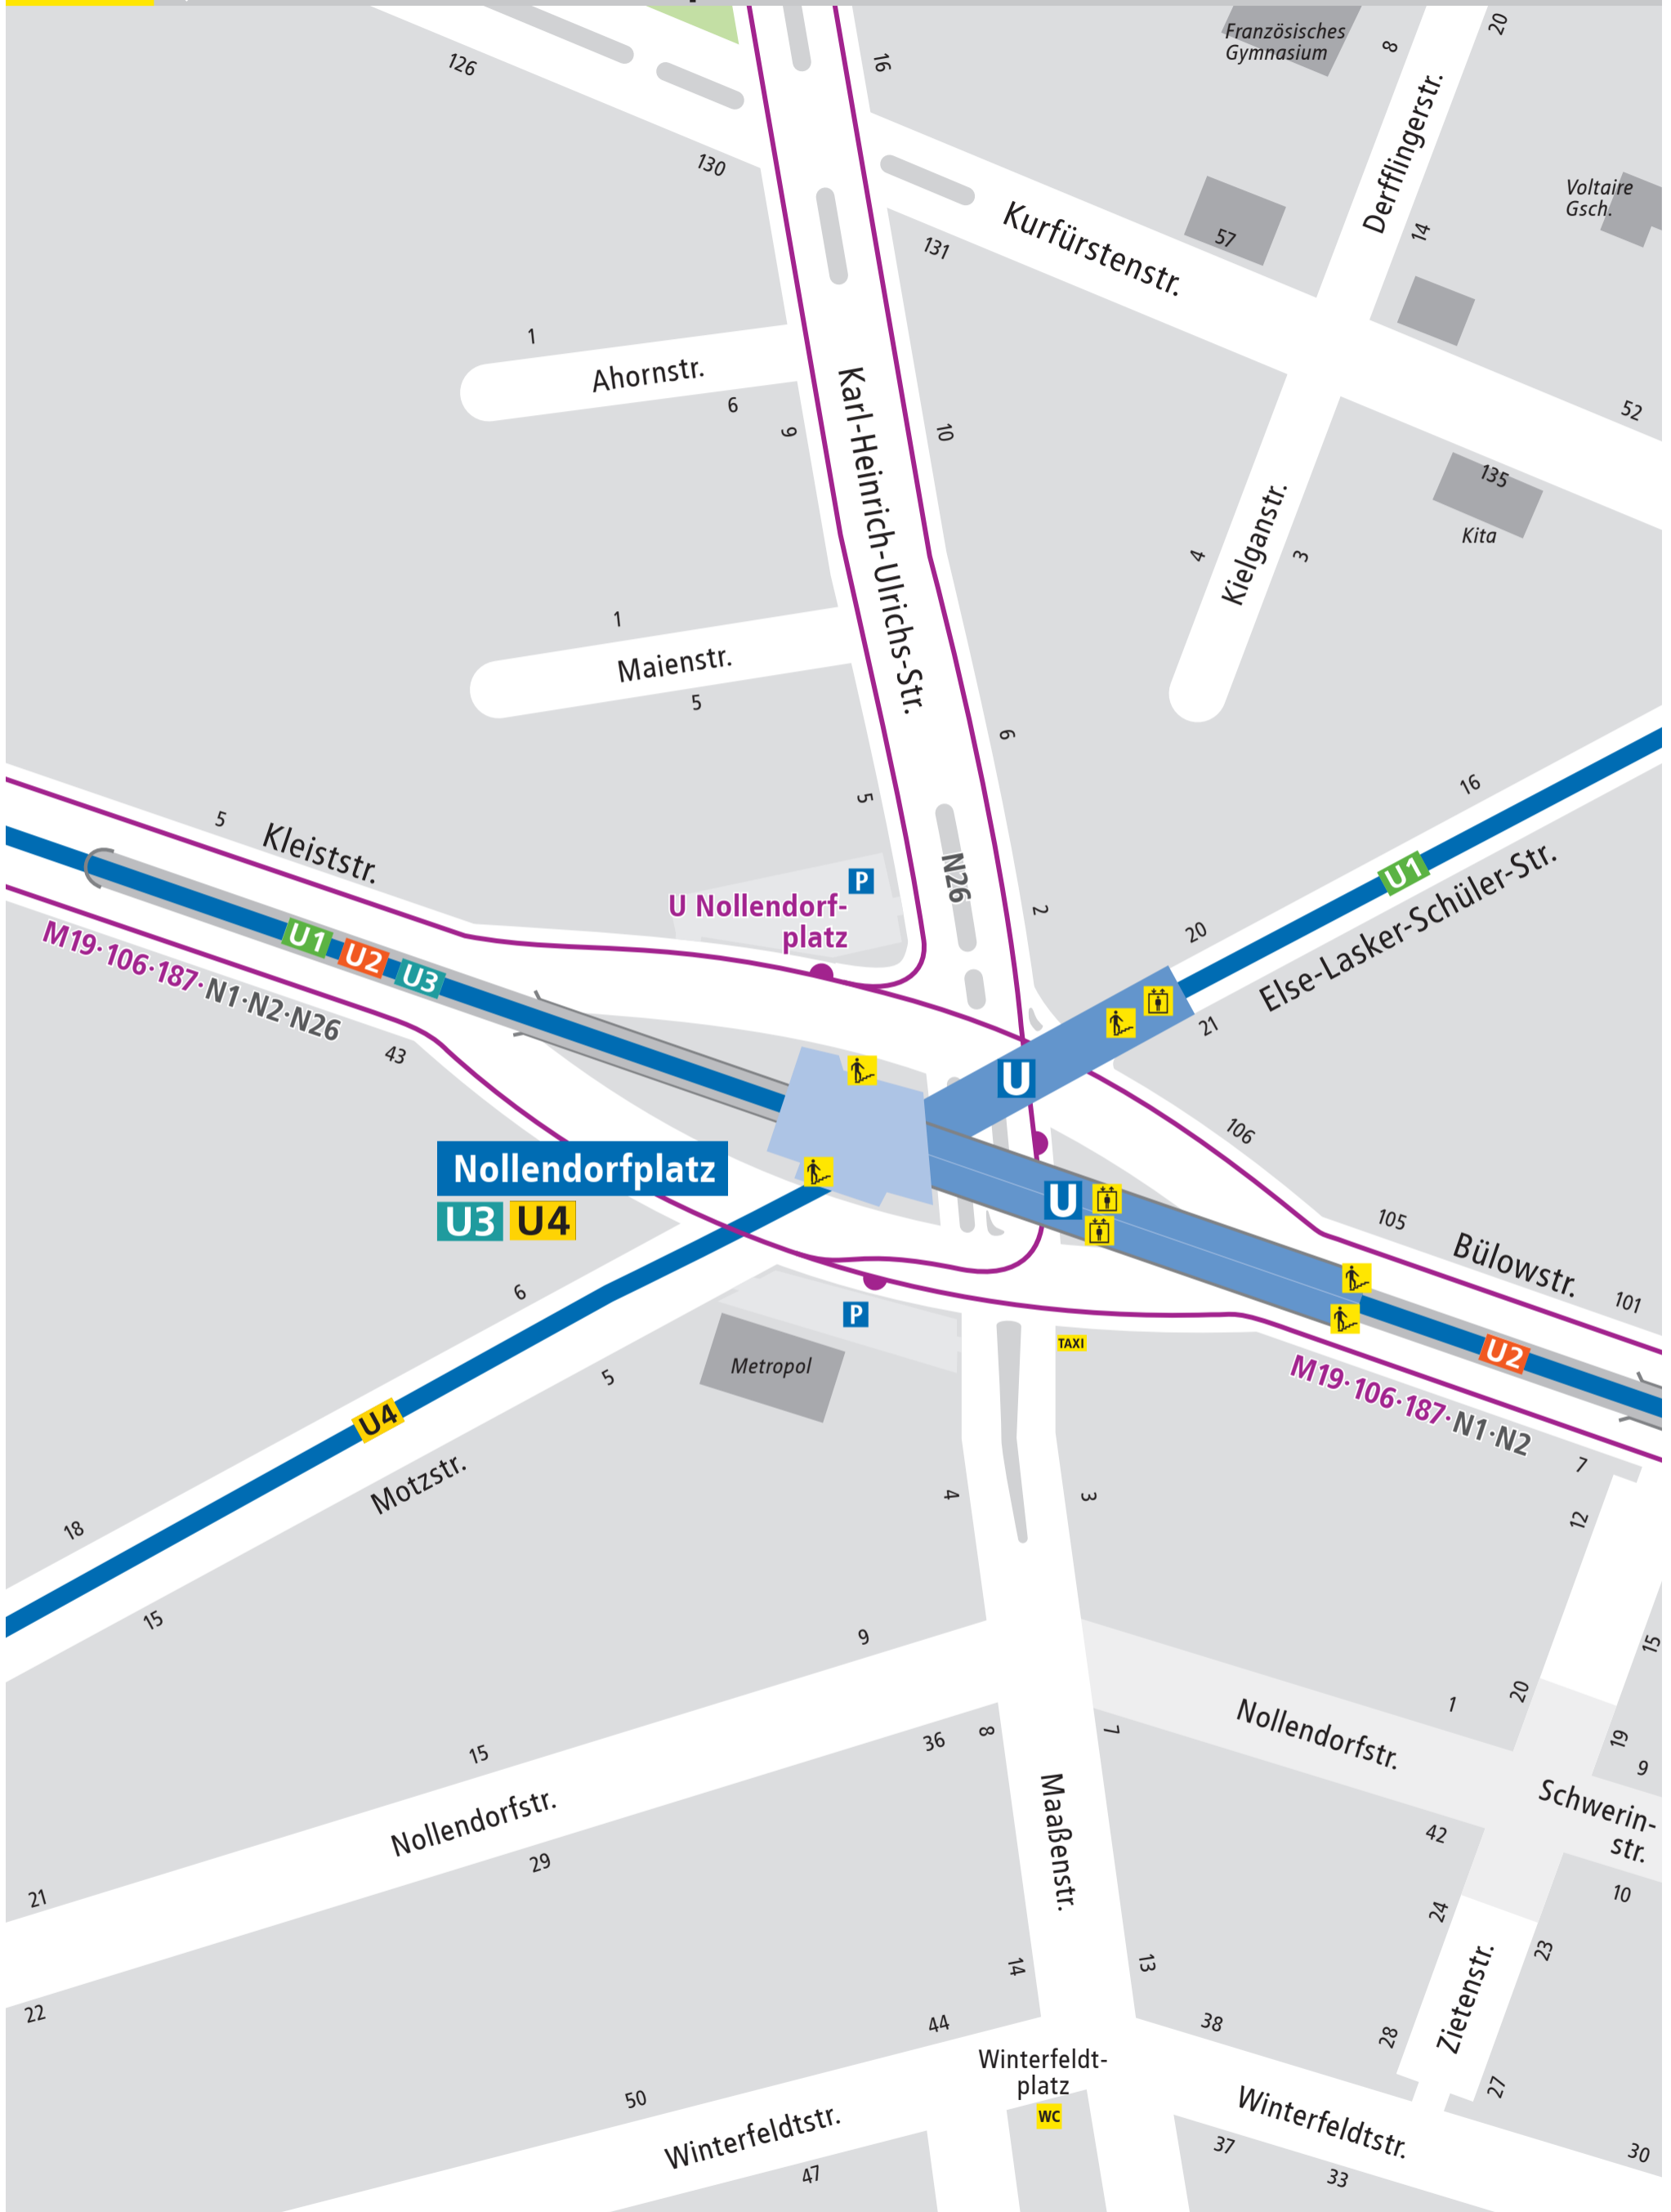 126
16
Französisches
Gymnasium
8
20
130
131
Kurfürstenstr.
57
Derfflingerstr.
14
Voltaire
Gsch.
1
Ahornstr.
6
9
10
Karl-Heinrich-Ulrichs-Str.
52
135
Kita
4
Kielganstr.
3
1
Maienstr.
5
6
5
16
5
Kleiststr.
P
U Nollendorf-
platz
N26
2
U1
20
Else-Lasker-Schüler-Str.
21
U1
U2
U3
M19·106·187·N1·N2·N26
43
U
106
Nollendorfplatz
U3
U4
U
105
Bülowstr.
101
6
P
Metropol
TAXI
U2
M19·106·187·N1·N2
5
U4
Motzstr.
18
15
4
3
7
12
9
15
15
36
8
7
Nollendorfstr.
1
20
19
9
Schwerin-
str.
Nollendorfstr.
29
Maaßenstr.
42
10
21
22
24
23
14
13
Zietenstr.
28
27
44
38
Winterfeldt-
platz
WC
50
Winterfeldtstr.
47
Winterfeldtstr.
37
33
30